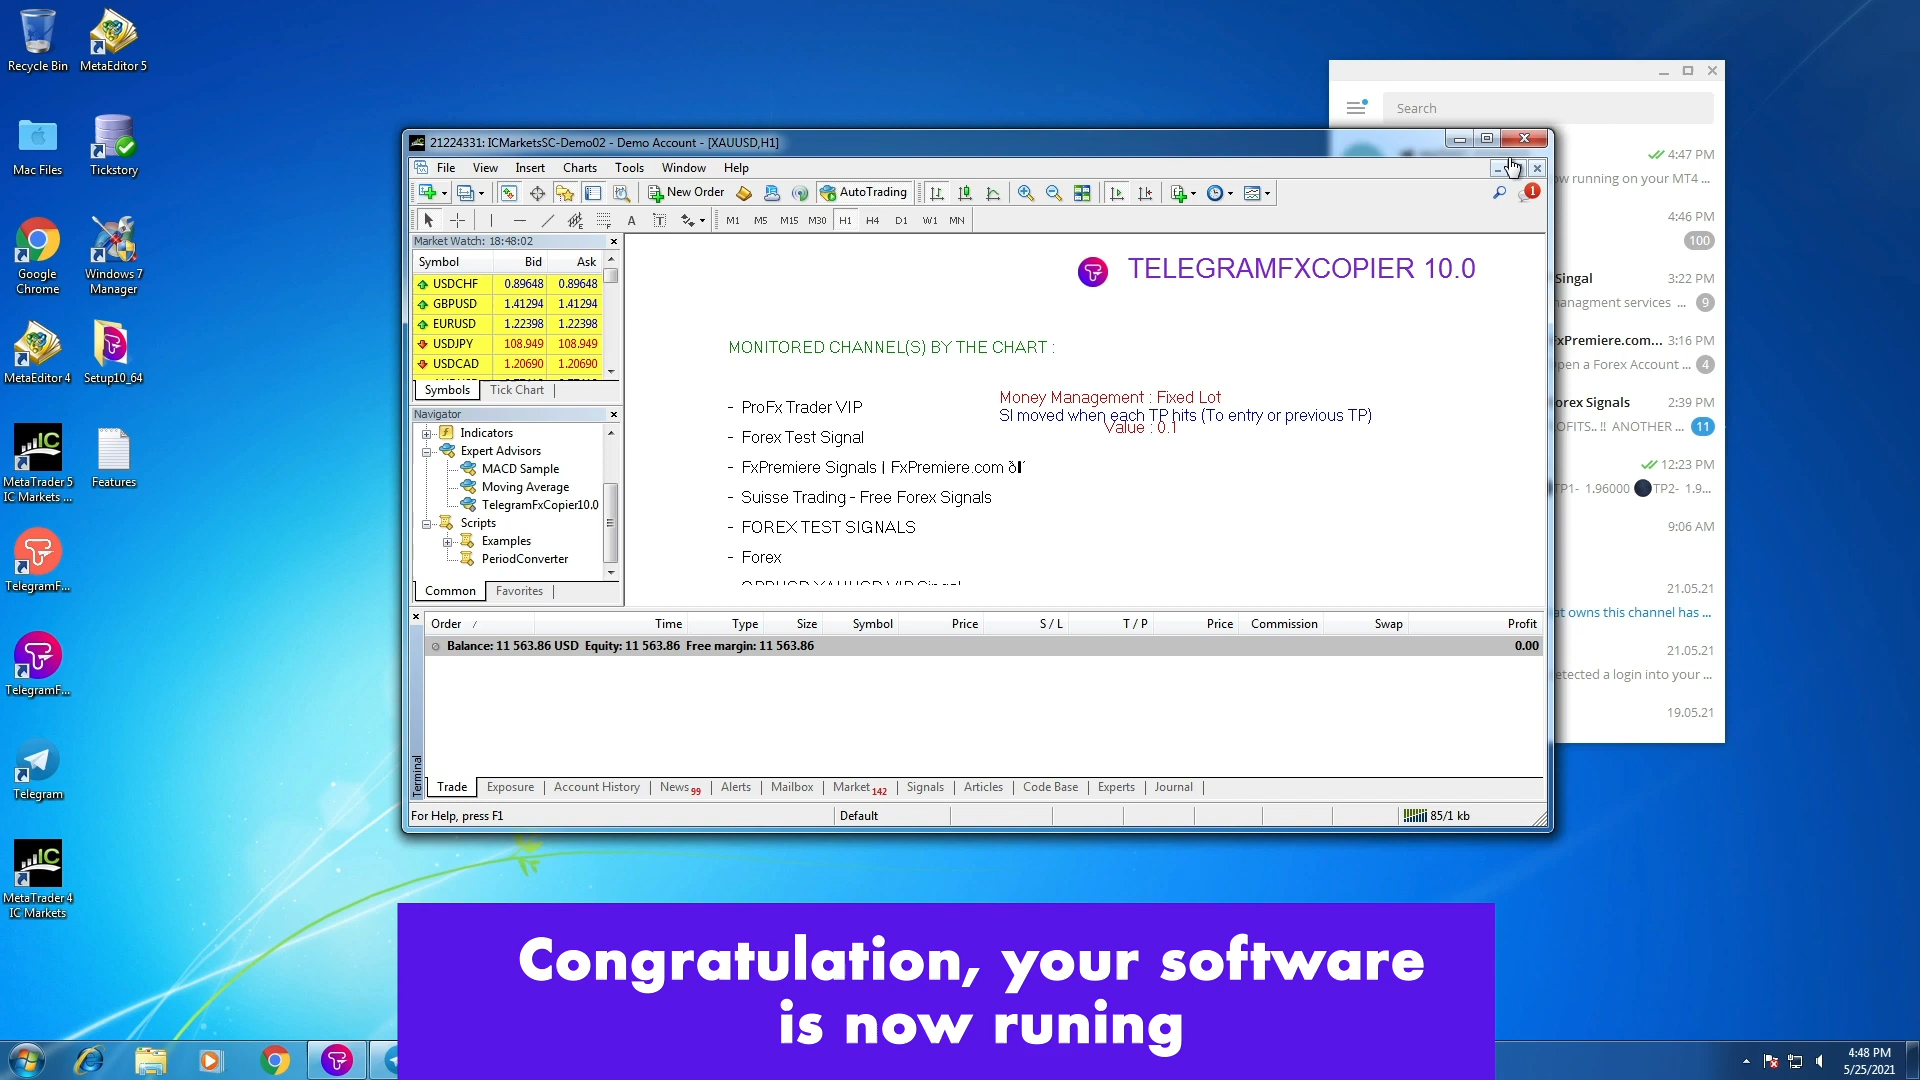 Recycle Bin
MetaEditor 5
Mac Files
Tickstory
Google Chrome
Windows 7 Manager
MetaEditor 4
Setup10_64
MetaTrader 5 IC Markets ...
Features
TelegramF...
TelegramF...
Telegram
MetaTrader 4 IC Markets
21224331: ICMarketsSC-Demo02 - Demo Account - [XAUUSD,H1]
File View Insert Charts Tools Window Help
New Order AutoTrading 1
A T M1 M5 M15 M30 H1 H4 D1 W1 MN
Market Watch: 18:48:02
Symbol Bid Ask
USDCHF 0.89648 0.89648
GBPUSD 1.41294 1.41294
EURUSD 1.22398 1.22398
USDJPY 108.949 108.949
USDCAD 1.20690 1.20690
Symbols Tick Chart
Navigator
Indicators
Expert Advisors
MACD Sample
Moving Average
TelegramFxCopier10.0
Scripts
Examples
PeriodConverter
Common Favorites
TELEGRAMFXCOPIER 10.0
MONITORED CHANNEL(S) BY THE CHART :
- ProFx Trader VIP
- Forex Test Signal
- FxPremiere Signals | FxPremiere.com
- Suisse Trading - Free Forex Signals
- FOREX TEST SIGNALS
- Forex
Money Management : Fixed Lot
Sl moved when each TP hits (To entry or previous TP)
Value : 0.1
Order / Time Type Size Symbol Price S / L T / P Price Commission Swap Profit
Balance: 11 563.86 USD Equity: 11 563.86 Free margin: 11 563.86 0.00
Terminal
Trade Exposure Account History News 99 Alerts Mailbox Market 142 Signals Articles Code Base Experts Journal
For Help, press F1 Default 85/1 kb
Search
4:47 PM
ow running on your MT4 ...
4:46 PM
100
Singal 3:22 PM
managment services ... 9
xPremiere.com... 3:16 PM
pen a Forex Account ... 4
orex Signals 2:39 PM
OFITS.. !! ANOTHER ... 11
12:23 PM
TP1- 1.96000 TP2- 1.9...
9:06 AM
21.05.21
at owns this channel has ...
21.05.21
etected a login into your ...
19.05.21
Congratulation, your software
is now runing
4:48 PM
5/25/2021